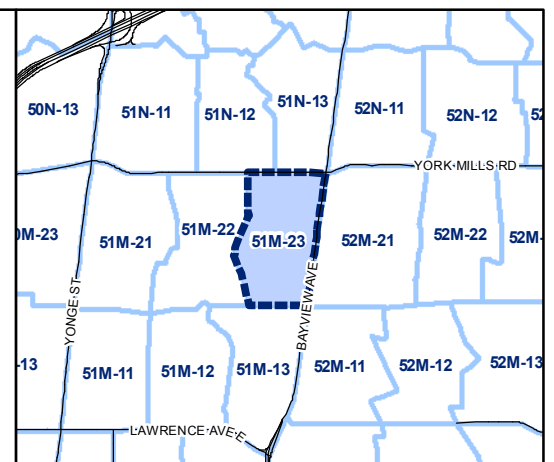 50N-13
51N-11
51N-12
51N-13
52N-11
52N-12
52
YORK MILLS RD
0M-23
51M-21
51M-22
51M-23
52M-21
52M-22
52M-
YONGE ST
BAYVIEW AVE
-13
51M-11
51M-12
51M-13
52M-11
52M-12
52M-13
LAWRENCE AVE E